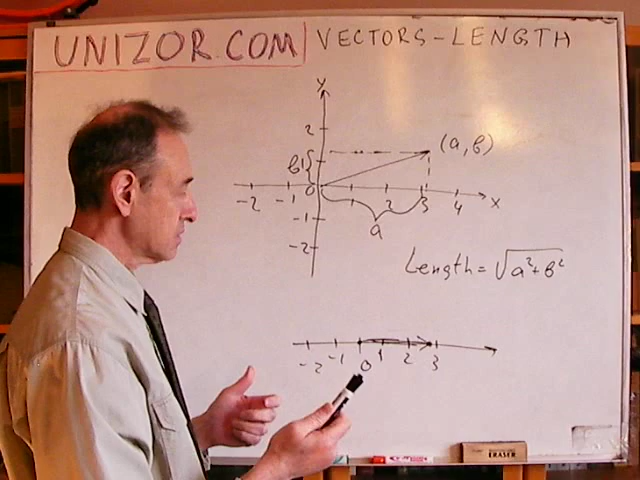 UNIZOR.COM VECTORS-LENGTH
Y
2
(a, b)
b 1
-2 -1 0 2 3 4 X
-1 a
-2
Length = √a²+b²
-2 -1 0 1 2 3
ERASER